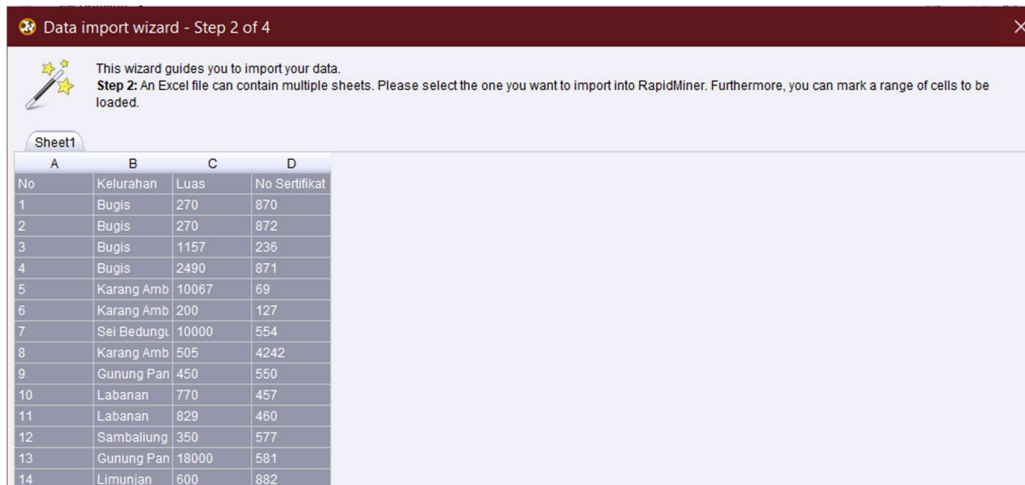 Data import wizard - Step 2 of 4
This wizard guides you to import your data.
Step 2: An Excel file can contain multiple sheets. Please select the one you want to import into RapidMiner. Furthermore, you can mark a range of cells to be
loaded.
Sheet1
A B C D
No Kelurahan Luas No Sertifikat
1 Bugis 270 870
2 Bugis 270 872
3 Bugis 1157 236
4 Bugis 2490 871
5 Karang Amb 10067 69
6 Karang Amb 200 127
7 Sei Bedungu 10000 554
8 Karang Amb 505 4242
9 Gunung Pan 450 550
10 Labanan 770 457
11 Labanan 829 460
12 Sambaliung 350 577
13 Gunung Pan 18000 581
14 Limunjan 600 882